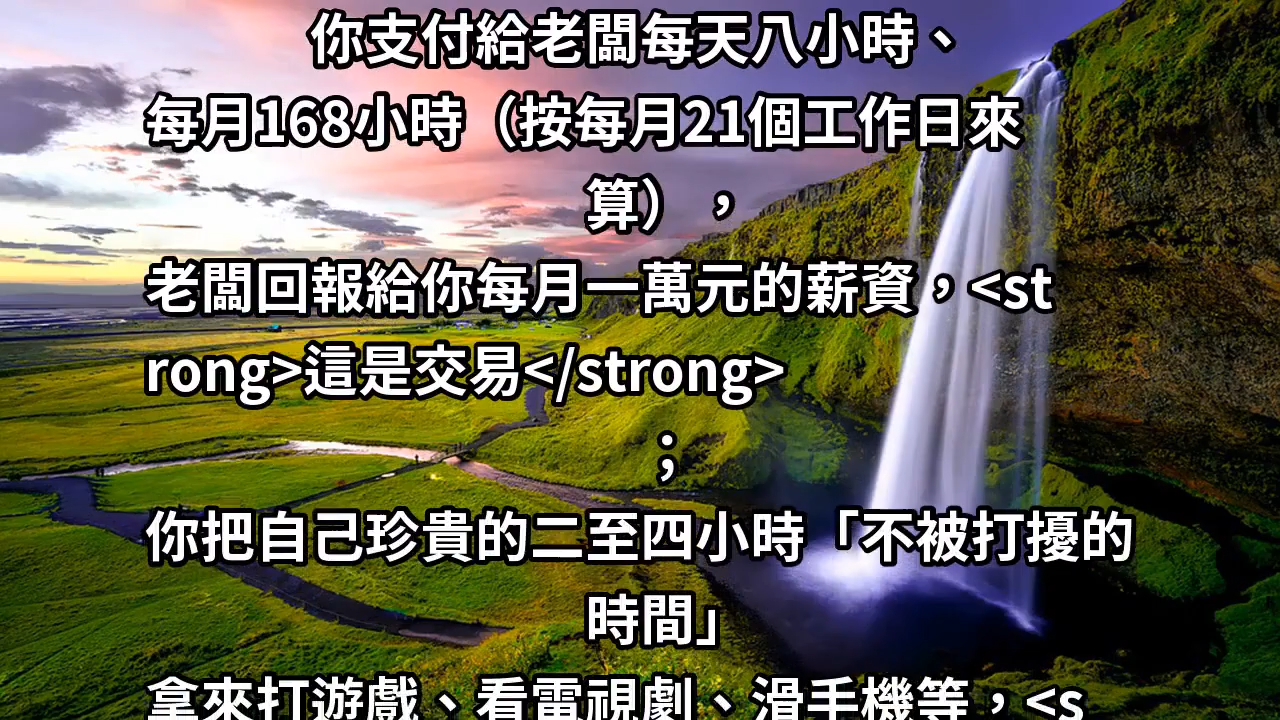 你支付給老闆每天八小時、
每月168小時（按每月21個工作日來
算），
老闆回報給你每月一萬元的薪資，<st
rong>這是交易</strong>
；
你把自己珍貴的二至四小時「不被打擾的
時間」
拿來打遊戲、看電視劇、滑手機等，<s